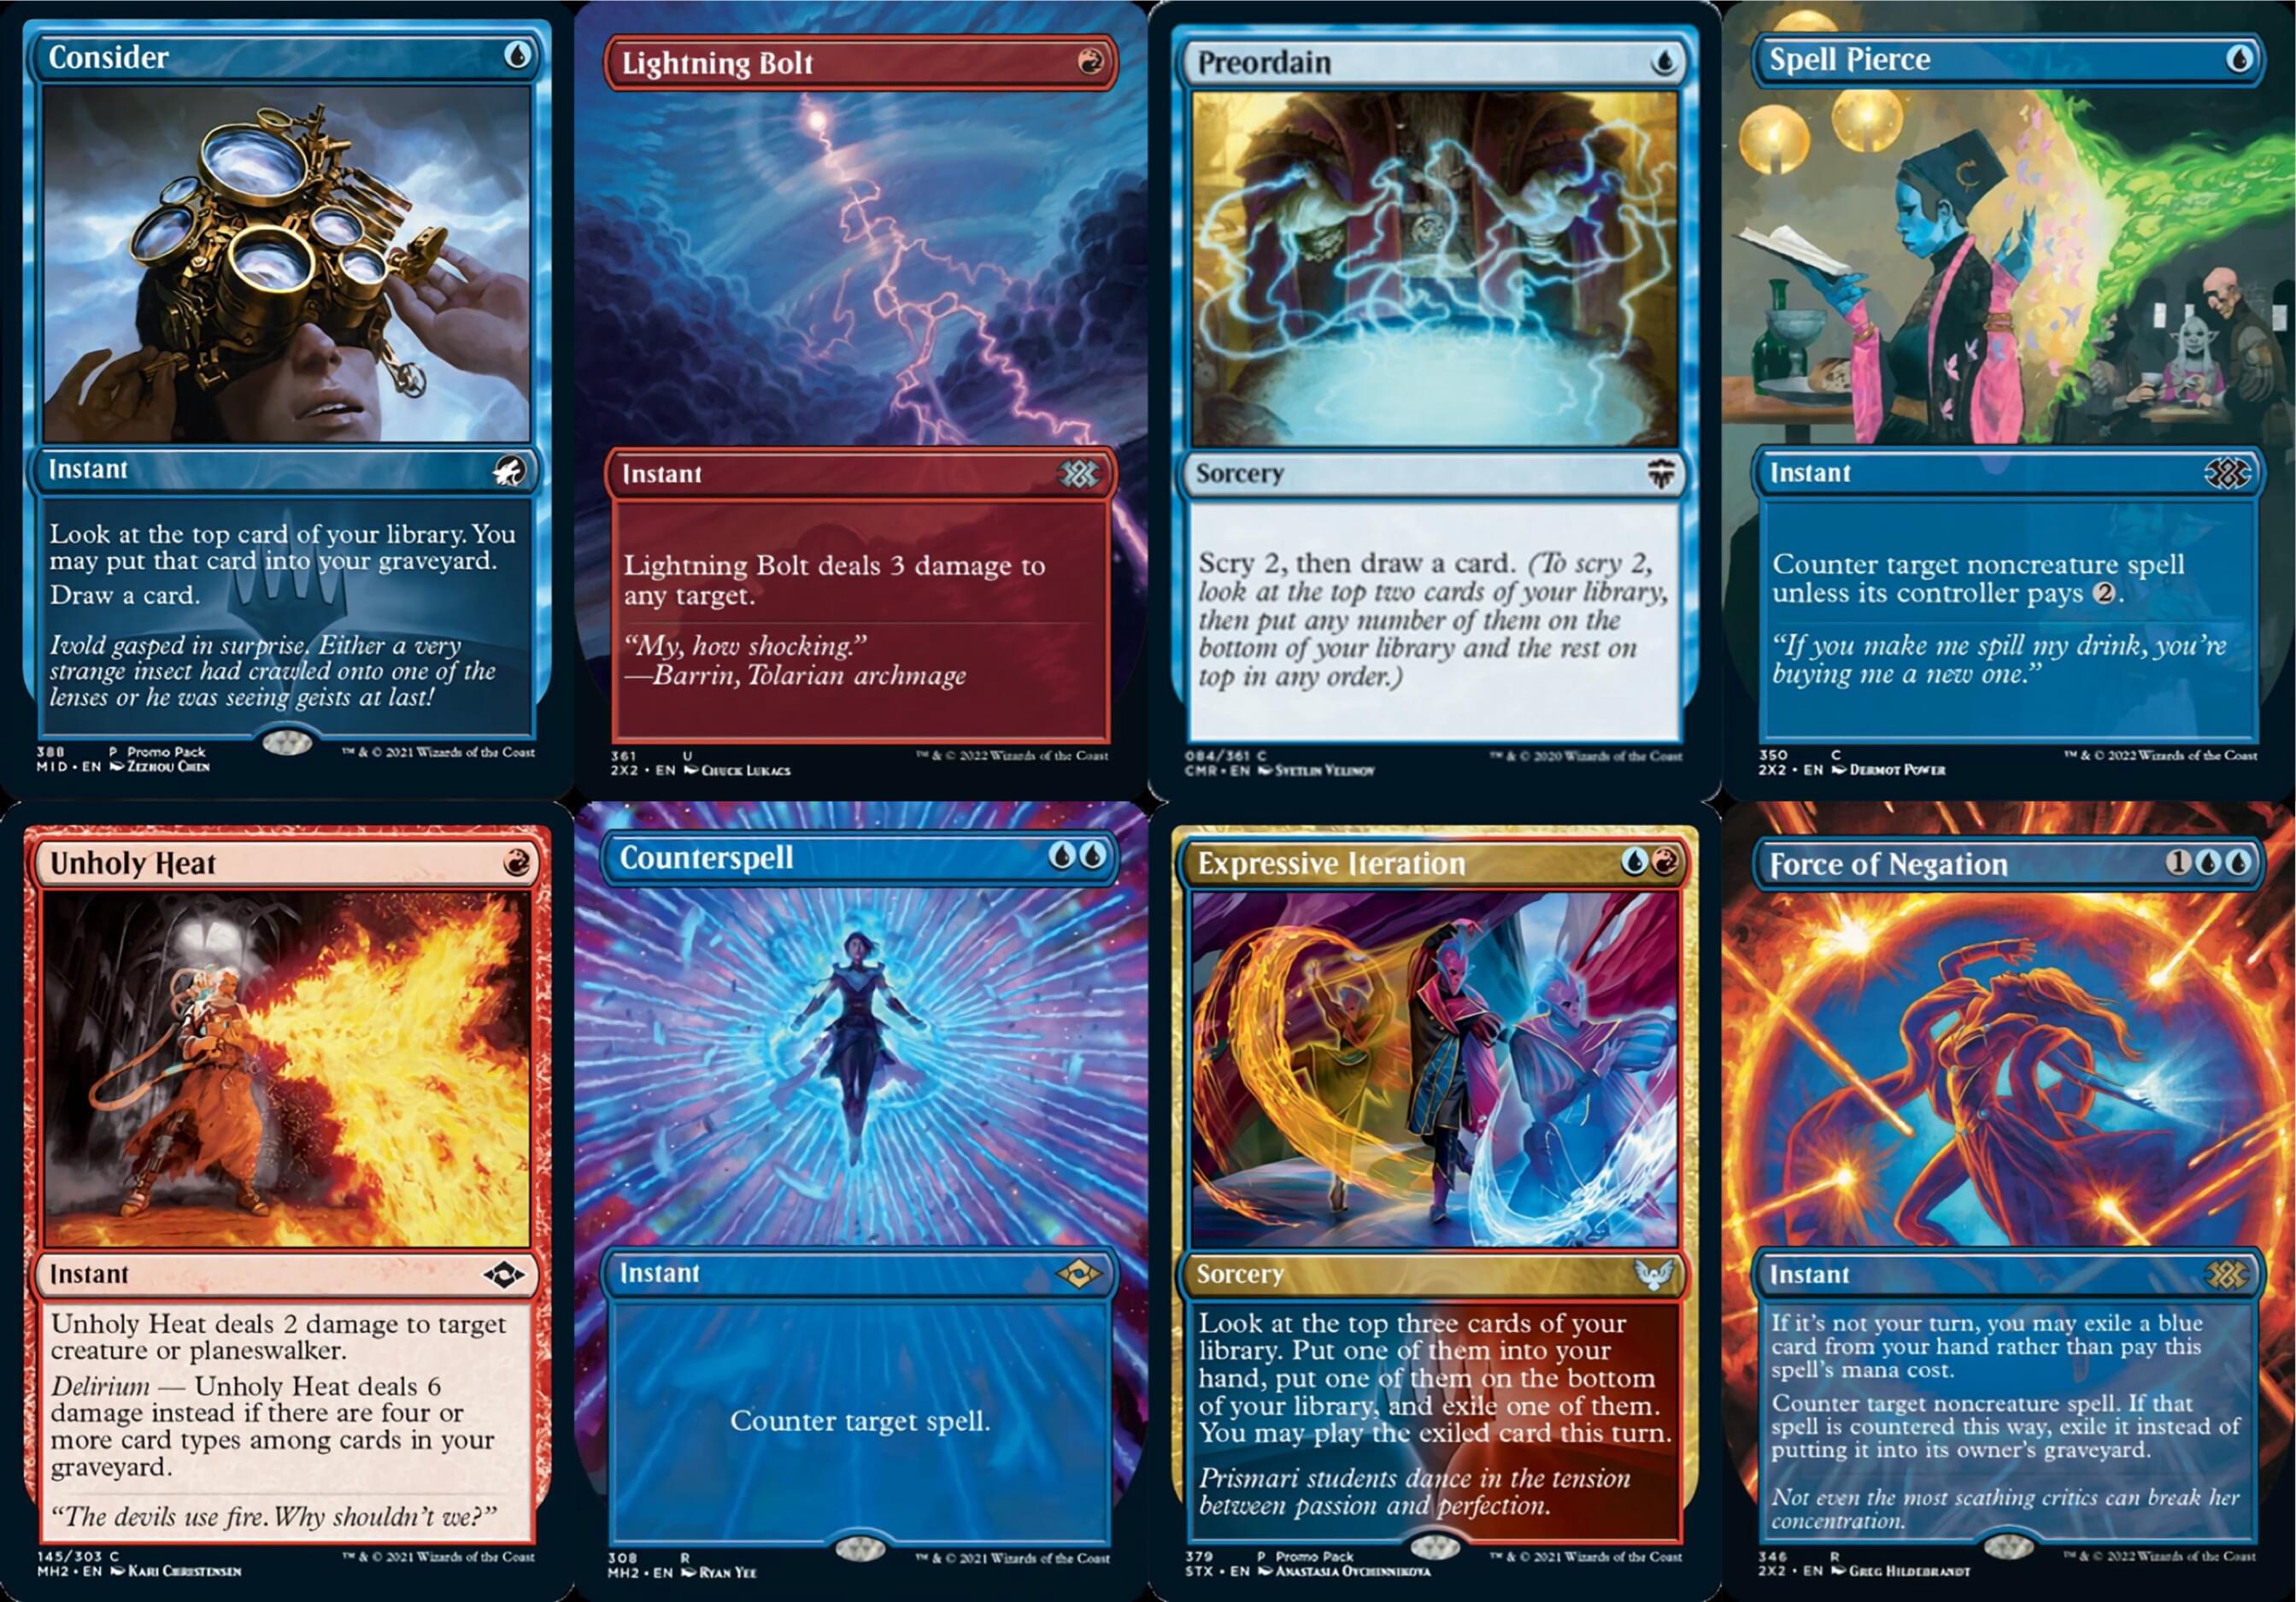 Consider
Instant
Look at the top card of your library. You
may put that card into your graveyard.
Draw a card.
Ivold gasped in surprise. Either a very
strange insect had crawled onto one of the
lenses or he was seeing geists at last!
388 P Promo Pack ™ & © 2021 Wizards of the Coast
MID • EN Zezhou Chen
Lightning Bolt
Instant
Lightning Bolt deals 3 damage to
any target.
“My, how shocking.”
—Barrin, Tolarian archmage
361 U ™ & © 2022 Wizards of the Coast
2X2 • EN Chuck Lukacs
Preordain
Sorcery
Scry 2, then draw a card. (To scry 2,
look at the top two cards of your library,
then put any number of them on the
bottom of your library and the rest on
top in any order.)
084/361 C ™ & © 2020 Wizards of the Coast
CMR • EN Svetlin Velinov
Spell Pierce
Instant
Counter target noncreature spell
unless its controller pays 2.
“If you make me spill my drink, you’re
buying me a new one.”
350 C ™ & © 2022 Wizards of the Coast
2X2 • EN Dermot Power
Unholy Heat
Instant
Unholy Heat deals 2 damage to target
creature or planeswalker.
Delirium — Unholy Heat deals 6
damage instead if there are four or
more card types among cards in your
graveyard.
“The devils use fire. Why shouldn’t we?”
145/303 C ™ & © 2021 Wizards of the Coast
MH2 • EN Kari Christensen
Counterspell
Instant
Counter target spell.
308 R ™ & © 2021 Wizards of the Coast
MH2 • EN Ryan Yee
Expressive Iteration
Sorcery
Look at the top three cards of your
library. Put one of them into your
hand, put one of them on the bottom
of your library, and exile one of them.
You may play the exiled card this turn.
Prismari students dance in the tension
between passion and perfection.
379 P Promo Pack ™ & © 2021 Wizards of the Coast
STX • EN Anastasia Ovchinnikova
Force of Negation 1
Instant
If it’s not your turn, you may exile a blue
card from your hand rather than pay this
spell’s mana cost.
Counter target noncreature spell. If that
spell is countered this way, exile it instead of
putting it into its owner’s graveyard.
Not even the most scathing critics can break her
concentration.
346 R ™ & © 2022 Wizards of the Coast
2X2 • EN Greg Hildebrandt